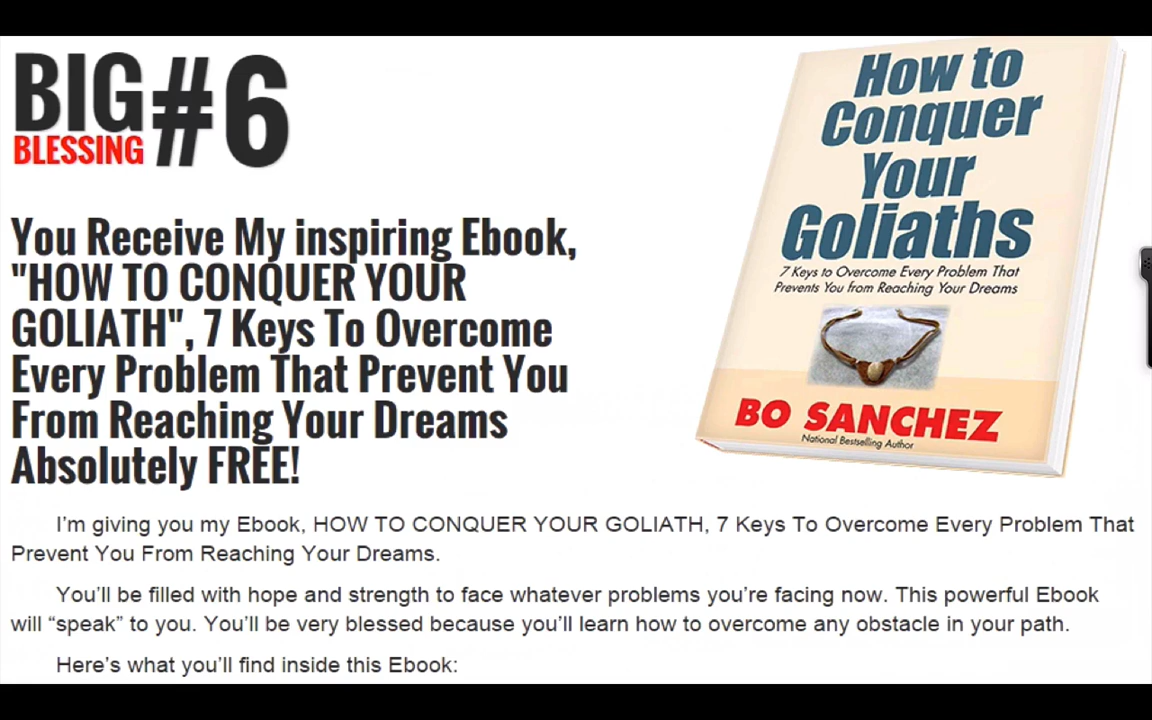 BIG
BLESSING
#6
You Receive My inspiring Ebook,
"HOW TO CONQUER YOUR
GOLIATH", 7 Keys To Overcome
Every Problem That Prevent You
From Reaching Your Dreams
Absolutely FREE!
How to
Conquer
Your
Goliaths
7 Keys to Overcome Every Problem That
Prevents You from Reaching Your Dreams
BO SANCHEZ
National Bestselling Author
I’m giving you my Ebook, HOW TO CONQUER YOUR GOLIATH, 7 Keys To Overcome Every Problem That
Prevent You From Reaching Your Dreams.
You’ll be filled with hope and strength to face whatever problems you’re facing now. This powerful Ebook
will “speak” to you. You’ll be very blessed because you’ll learn how to overcome any obstacle in your path.
Here’s what you’ll find inside this Ebook: